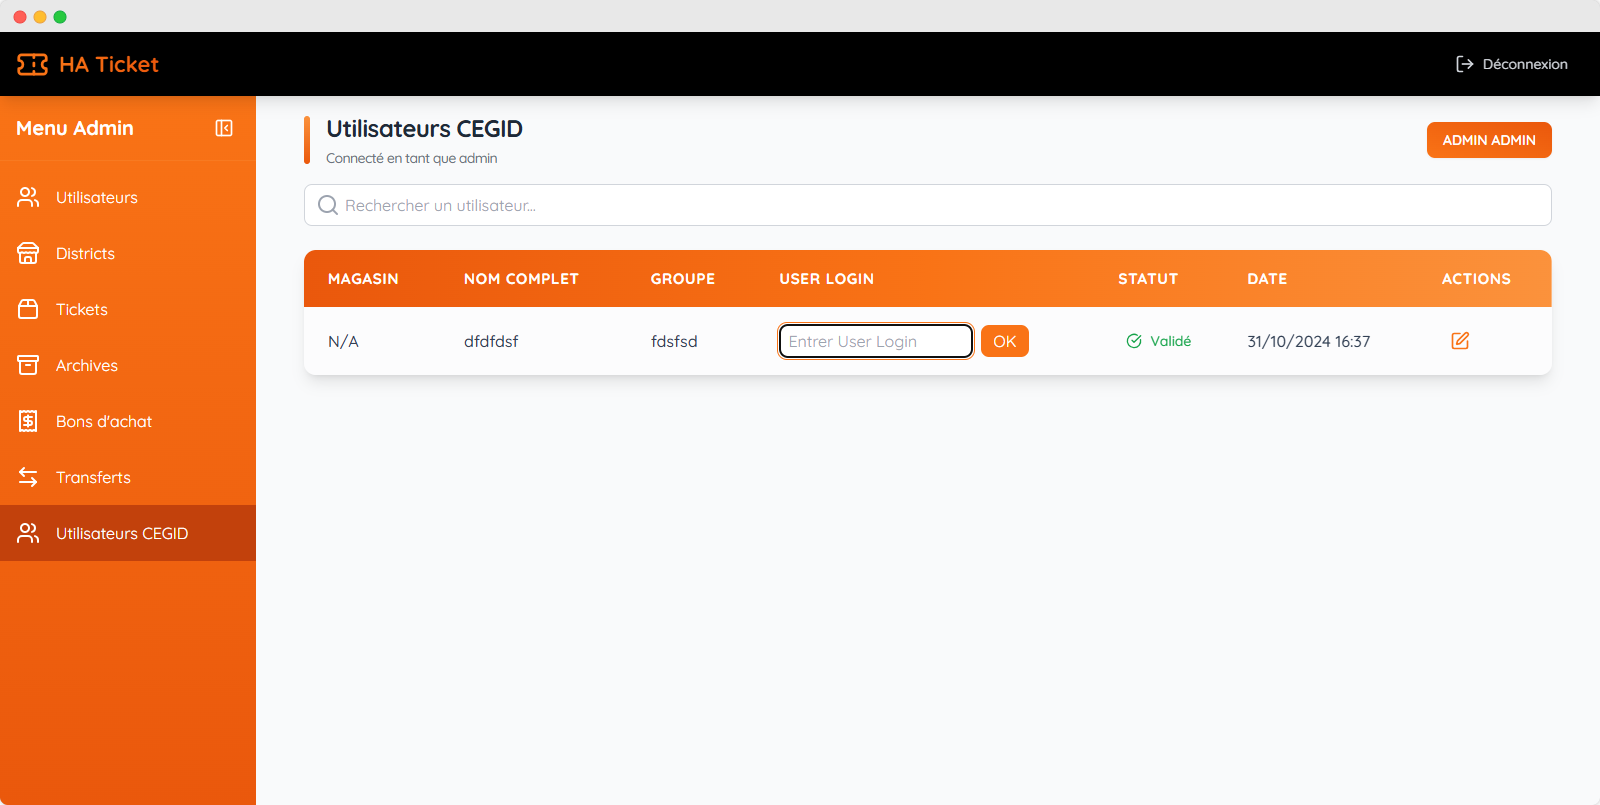 HA Ticket
Déconnexion
Menu Admin
Utilisateurs
Districts
Tickets
Archives
Bons d'achat
Transferts
Utilisateurs CEGID
Utilisateurs CEGID
Connecté en tant que admin
ADMIN ADMIN
Rechercher un utilisateur...
MAGASIN NOM COMPLET GROUPE USER LOGIN STATUT DATE ACTIONS
N/A dfdfdsf fdsfsd Entrer User Login OK Validé 31/10/2024 16:37